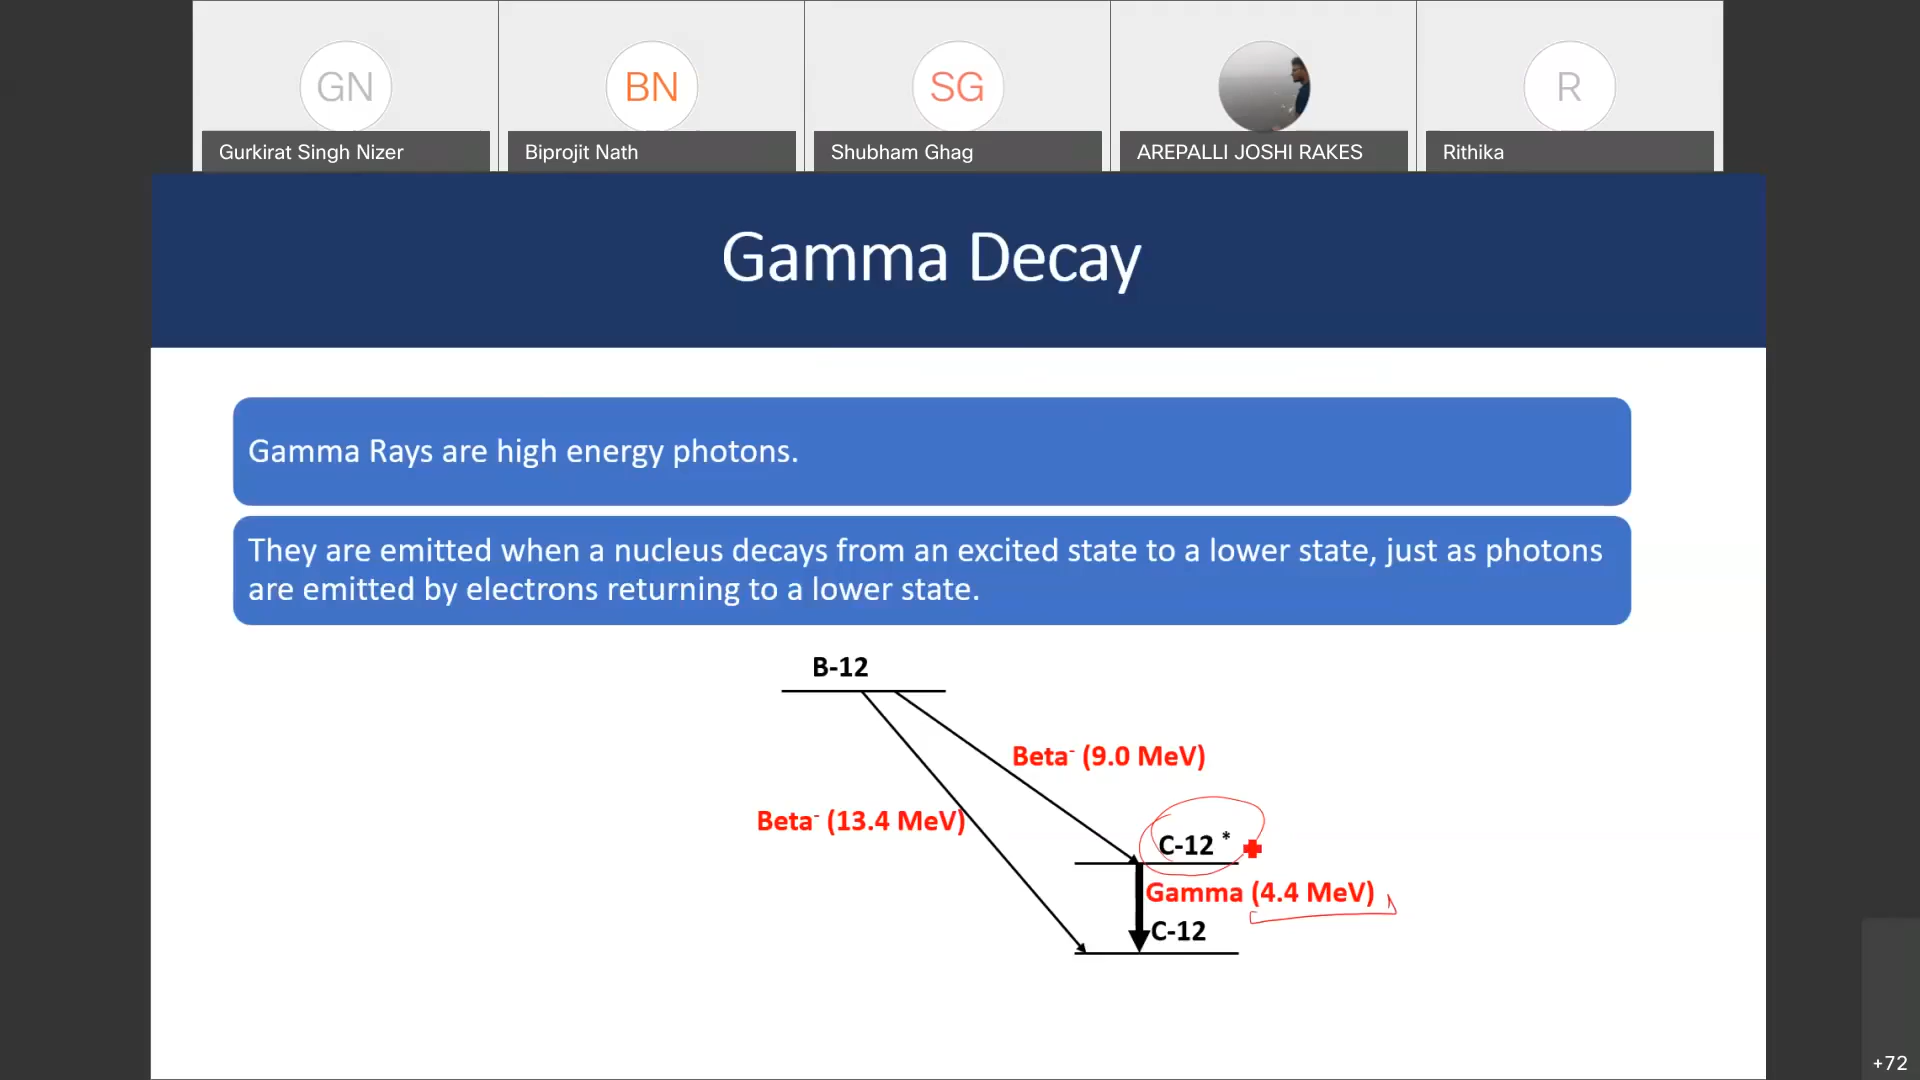 GN
BN
SG
R
Gurkirat Singh Nizer
Biprojit Nath
Shubham Ghag
AREPALLI JOSHI RAKES
Rithika
Gamma Decay
Gamma Rays are high energy photons.
They are emitted when a nucleus decays from an excited state to a lower state, just as photons
are emitted by electrons returning to a lower state.
B-12
Beta⁻ (9.0 MeV)
Beta⁻ (13.4 MeV)
C-12 *
Gamma (4.4 MeV)
C-12
+72